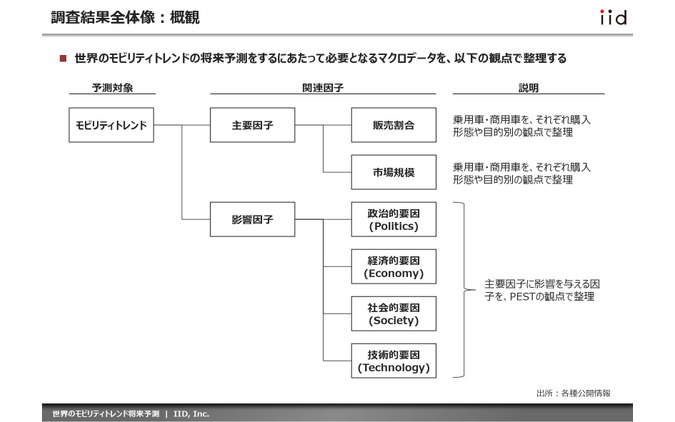 調査結果全体像：概観
iid
■ 世界のモビリティトレンドの将来予測をするにあたって必要となるマクロデータを、以下の観点で整理する
予測対象
関連因子
説明
モビリティトレンド
主要因子
販売割合
乗用車・商用車を、それぞれ購入
形態や目的別の観点で整理
市場規模
乗用車・商用車を、それぞれ購入
形態や目的別の観点で整理
影響因子
政治的要因
(Politics)
経済的要因
(Economy)
社会的要因
(Society)
技術的要因
(Technology)
主要因子に影響を与える因
子を、PESTの観点で整理
出所：各種公開情報
世界のモビリティトレンド将来予測 | IID, Inc.